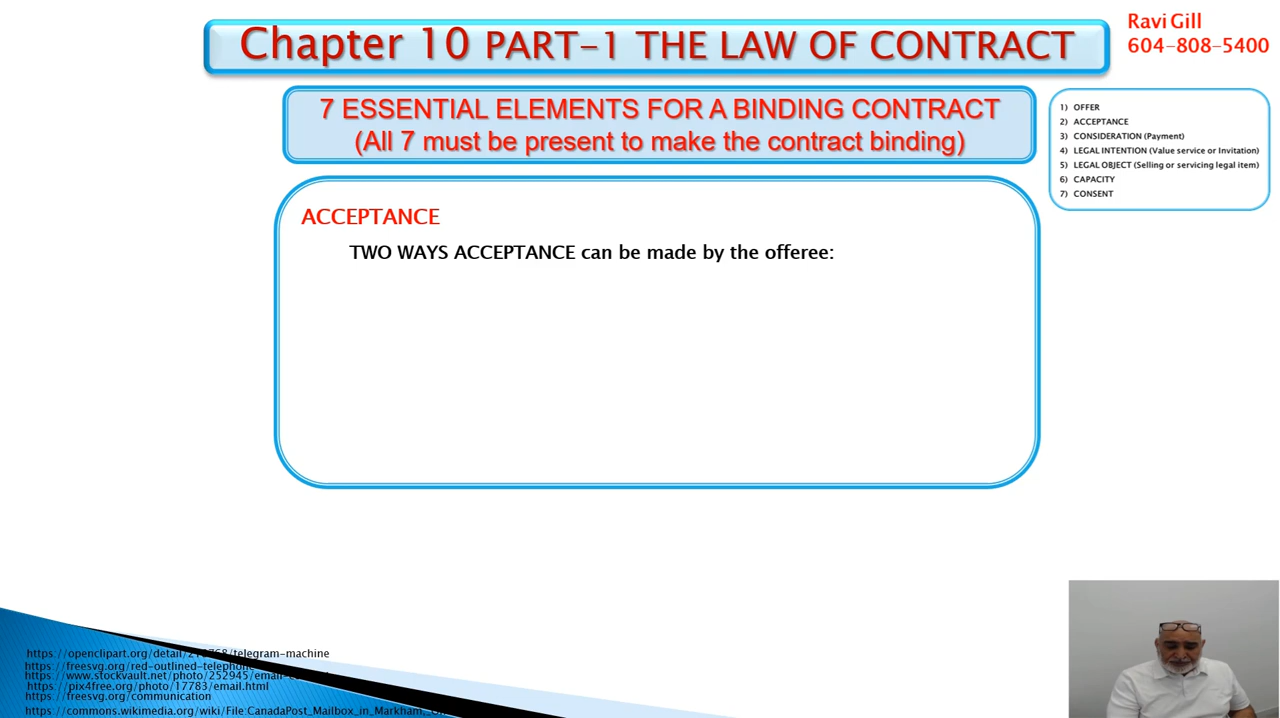 Chapter 10 PART-1 THE LAW OF CONTRACT
Ravi Gill
604-808-5400
7 ESSENTIAL ELEMENTS FOR A BINDING CONTRACT
(All 7 must be present to make the contract binding)
1) OFFER
2) ACCEPTANCE
3) CONSIDERATION (Payment)
4) LEGAL INTENTION (Value service or Invitation)
5) LEGAL OBJECT (Selling or servicing legal item)
6) CAPACITY
7) CONSENT
ACCEPTANCE
TWO WAYS ACCEPTANCE can be made by the offeree:
https://openclipart.org/detail/ /telegram-machine
https://freesvg.org/red-outlined-telephone
https://www.stockvault.net/photo/252945/email-
https://pix4free.org/photo/17783/email.html
https://freesvg.org/communication
https://commons.wikimedia.org/wiki/File:CanadaPost_Mailbox_in_Markham,_